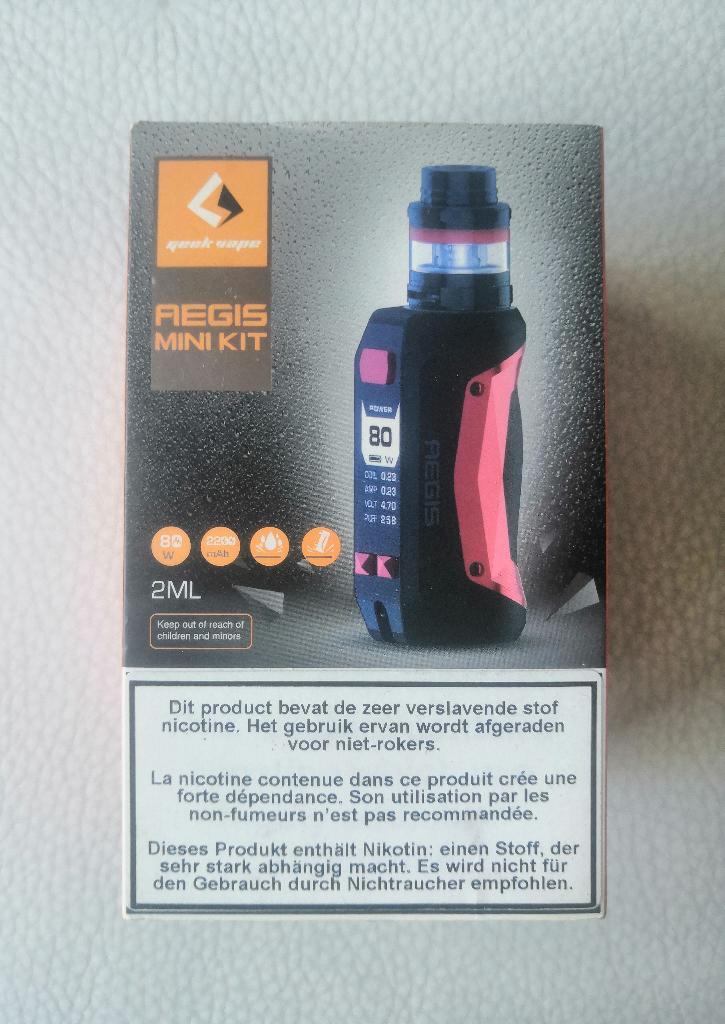 geek vape
AEGIS
MINI KIT
POWER
80
W
COIL 0.23
AMP 0.23
VOLT 4.70
PUFF 258
AEGIS
80
W
2200
mAh
2ML
Keep out of reach of
children and minors
Dit product bevat de zeer verslavende stof
nicotine. Het gebruik ervan wordt afgeraden
voor niet-rokers.
La nicotine contenue dans ce produit crée une
forte dépendance. Son utilisation par les
non-fumeurs n'est pas recommandée.
Dieses Produkt enthält Nikotin: einen Stoff, der
sehr stark abhängig macht. Es wird nicht für
den Gebrauch durch Nichtraucher empfohlen.